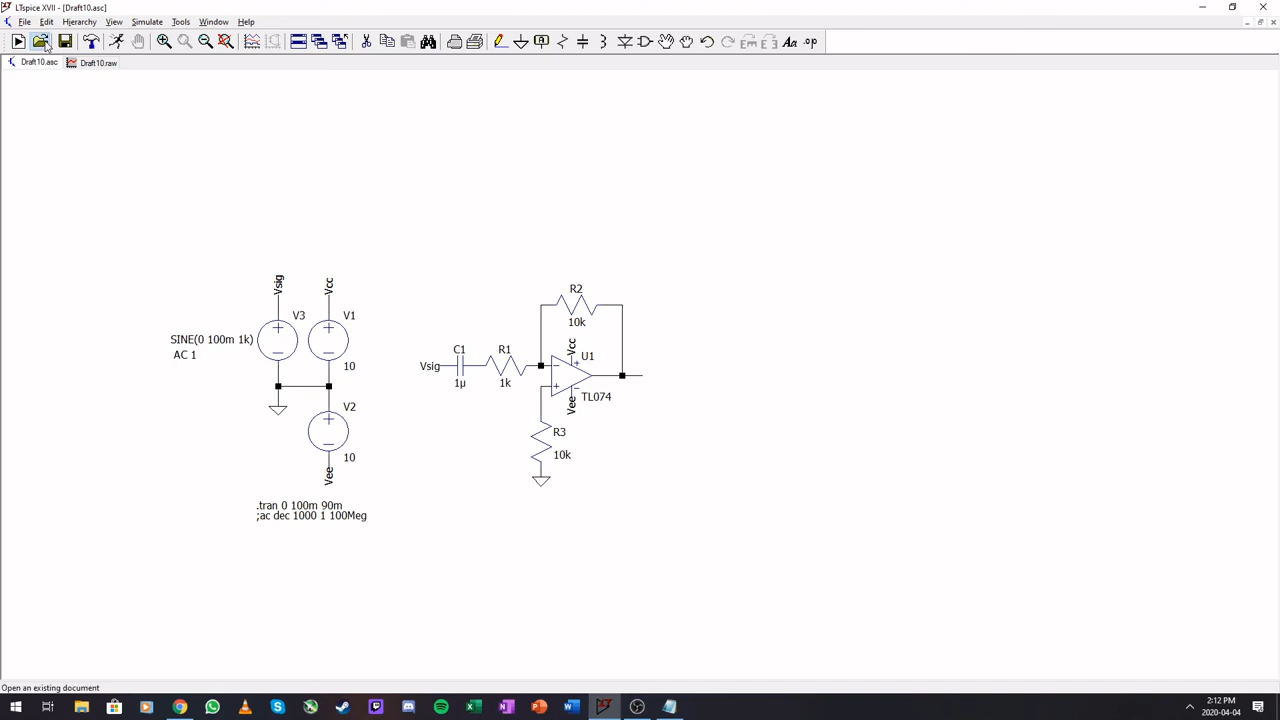 LTspice XVII - [Draft10.asc]
File Edit Hierarchy View Simulate Tools Window Help
Draft10.asc Draft10.raw
Vsig
Vcc
V3
V1
SINE(0 100m 1k)
AC 1
10
V2
10
Vee
.tran 0 100m 90m
;ac dec 1000 1 100Meg
R2
10k
Vsig
C1
1µ
R1
1k
Vcc
U1
TL074
Vee
R3
10k
Open an existing document
2:12 PM
2020-04-04